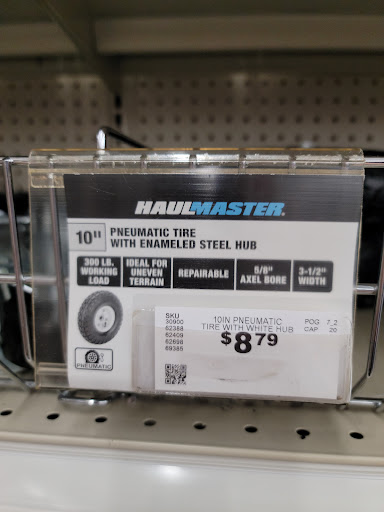 HAULMASTER.
10" PNEUMATIC TIRE
WITH ENAMELED STEEL HUB
300 LB. WORKING LOAD
IDEAL FOR UNEVEN TERRAIN
REPAIRABLE
5/8" AXEL BORE
3-1/2" WIDTH
PNEUMATIC
SKU
30900
62388
62409
62698
69385
10IN PNEUMATIC
TIRE WITH WHITE HUB
POG 7_2
CAP 20
$8.79